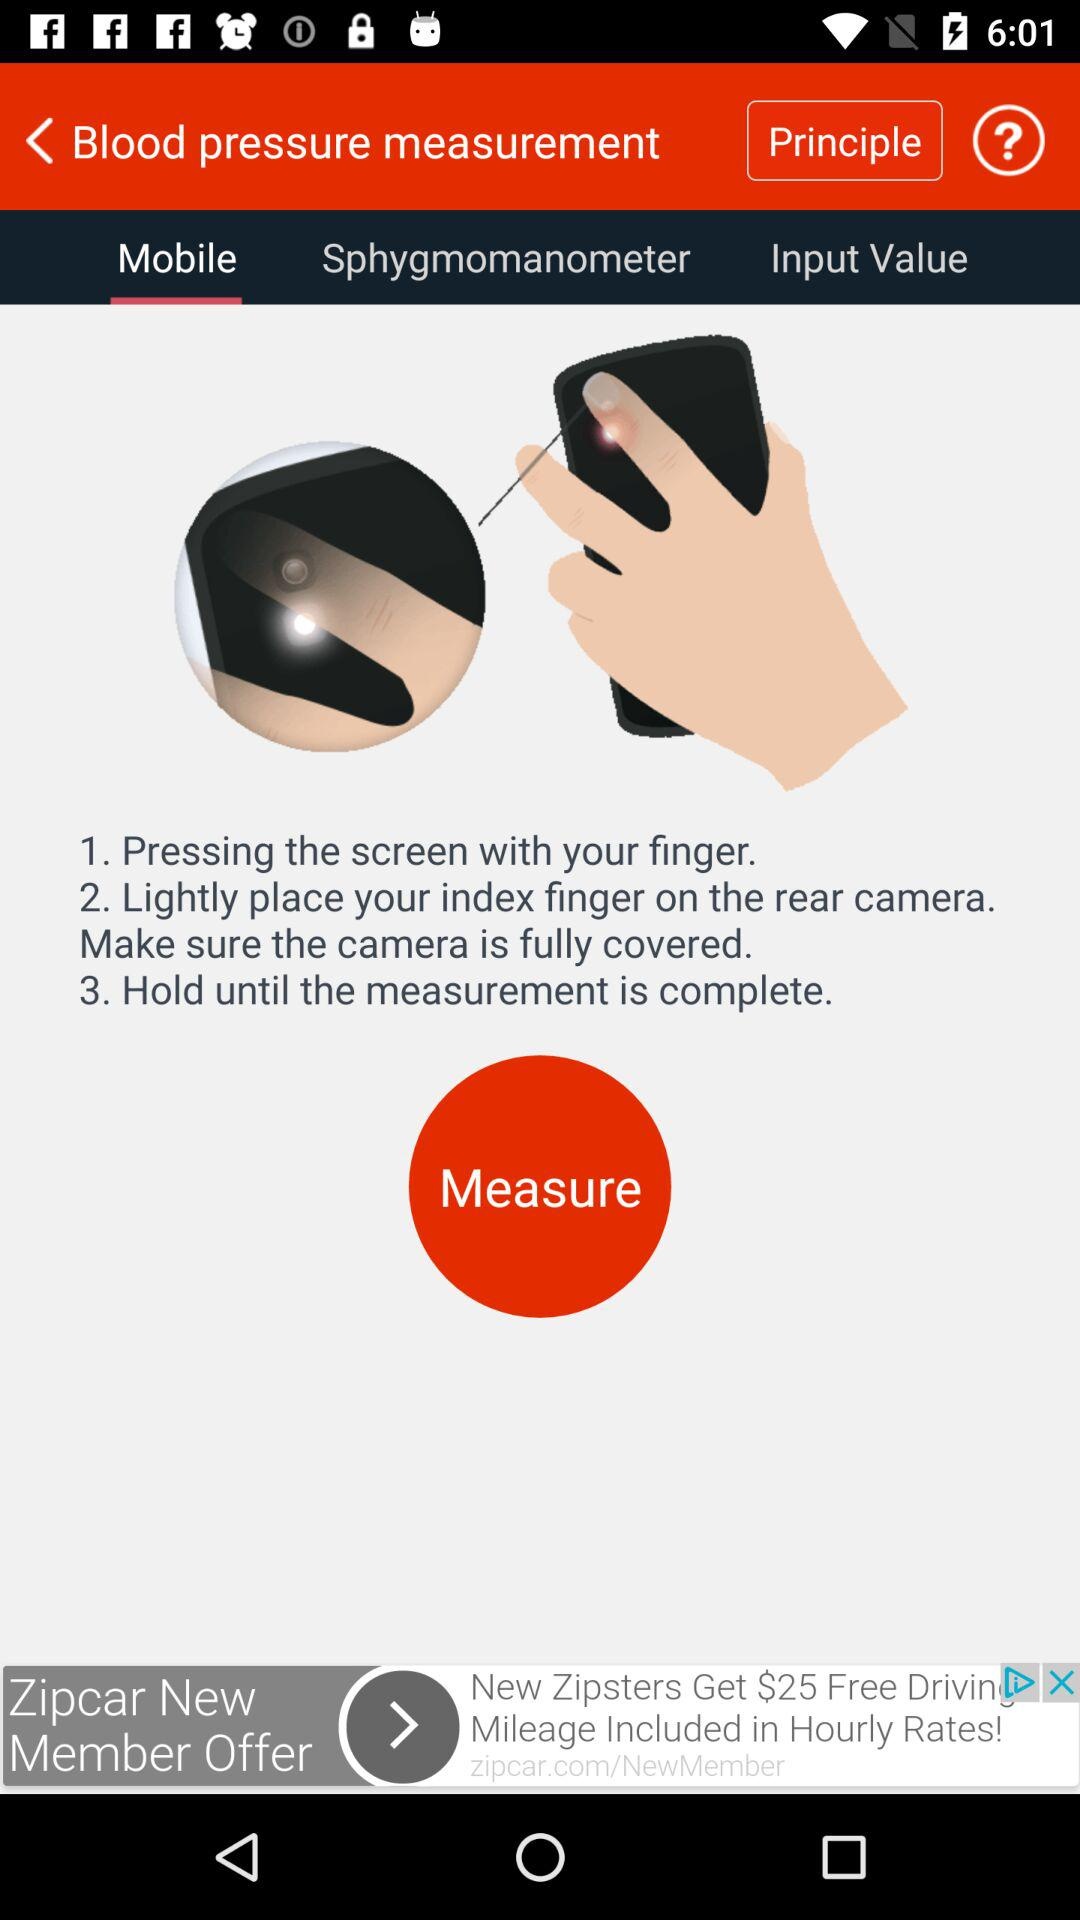 6:01
Blood pressure measurement
Principle
?
Mobile
Sphygmomanometer
Input Value
1. Pressing the screen with your finger.
2. Lightly place your index finger on the rear camera.
Make sure the camera is fully covered.
3. Hold until the measurement is complete.
Measure
Zipcar New
Member Offer
New Zipsters Get $25 Free Driving
Mileage Included in Hourly Rates!
zipcar.com/NewMember